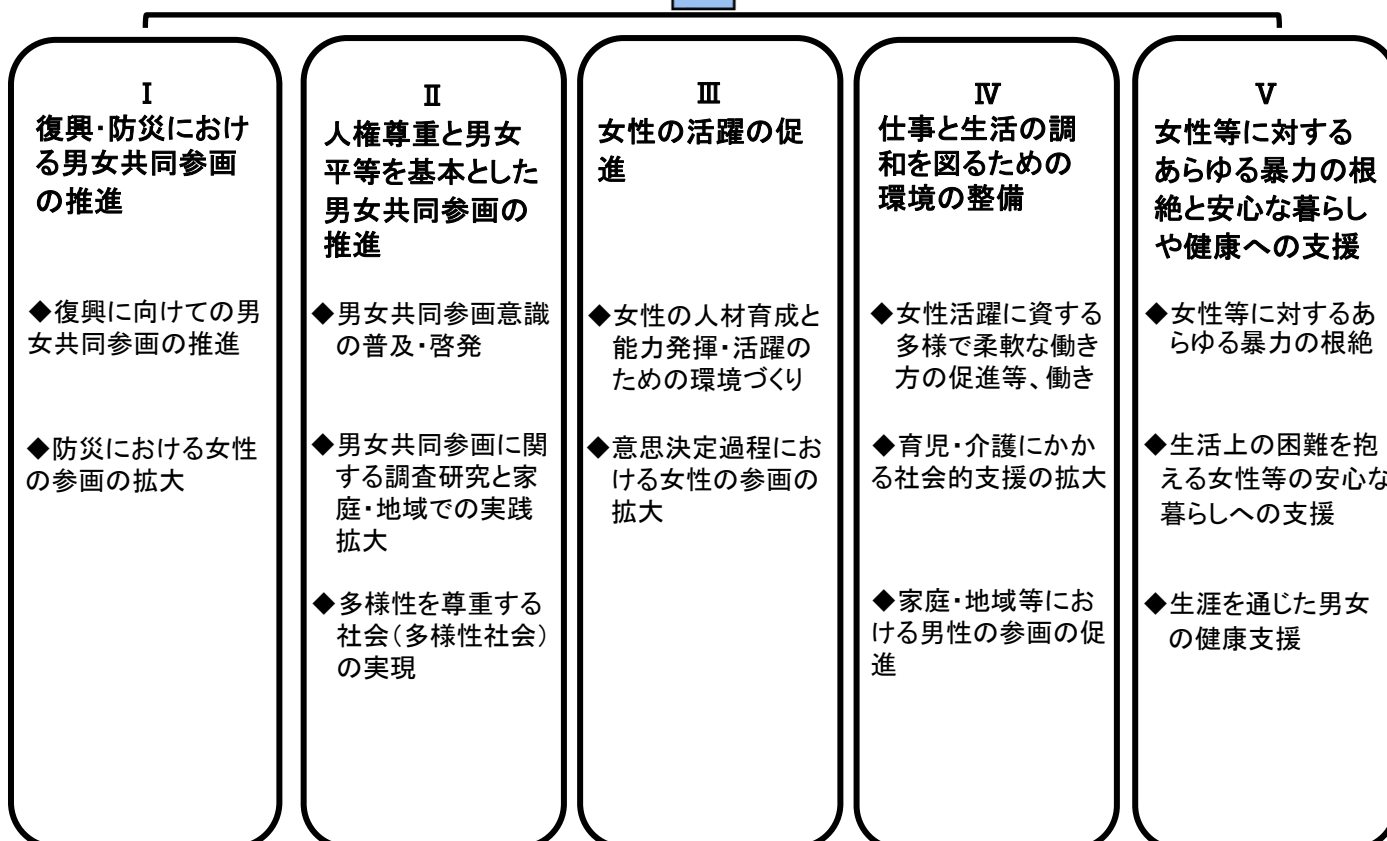 Ⅰ
復興・防災におけ
る男女共同参画
の推進
◆復興に向けての男
女共同参画の推進
◆防災における女性
の参画の拡大
Ⅱ
人権尊重と男女
平等を基本とした
男女共同参画の
推進
◆男女共同参画意識
の普及・啓発
◆男女共同参画に関
する調査研究と家
庭・地域での実践
拡大
◆多様性を尊重する
社会（多様性社会）
の実現
Ⅲ
女性の活躍の促
進
◆女性の人材育成と
能力発揮・活躍の
ための環境づくり
◆意思決定過程にお
ける女性の参画の
拡大
Ⅳ
仕事と生活の調
和を図るための
環境の整備
◆女性活躍に資する
多様で柔軟な働き
方の促進等、働き
◆育児・介護にかか
る社会的支援の拡大
◆家庭・地域等にお
ける男性の参画の促
進
Ⅴ
女性等に対する
あらゆる暴力の根
絶と安心な暮らし
や健康への支援
◆女性等に対するあ
らゆる暴力の根絶
◆生活上の困難を抱
える女性等の安心な
暮らしへの支援
◆生涯を通じた男女
の健康支援